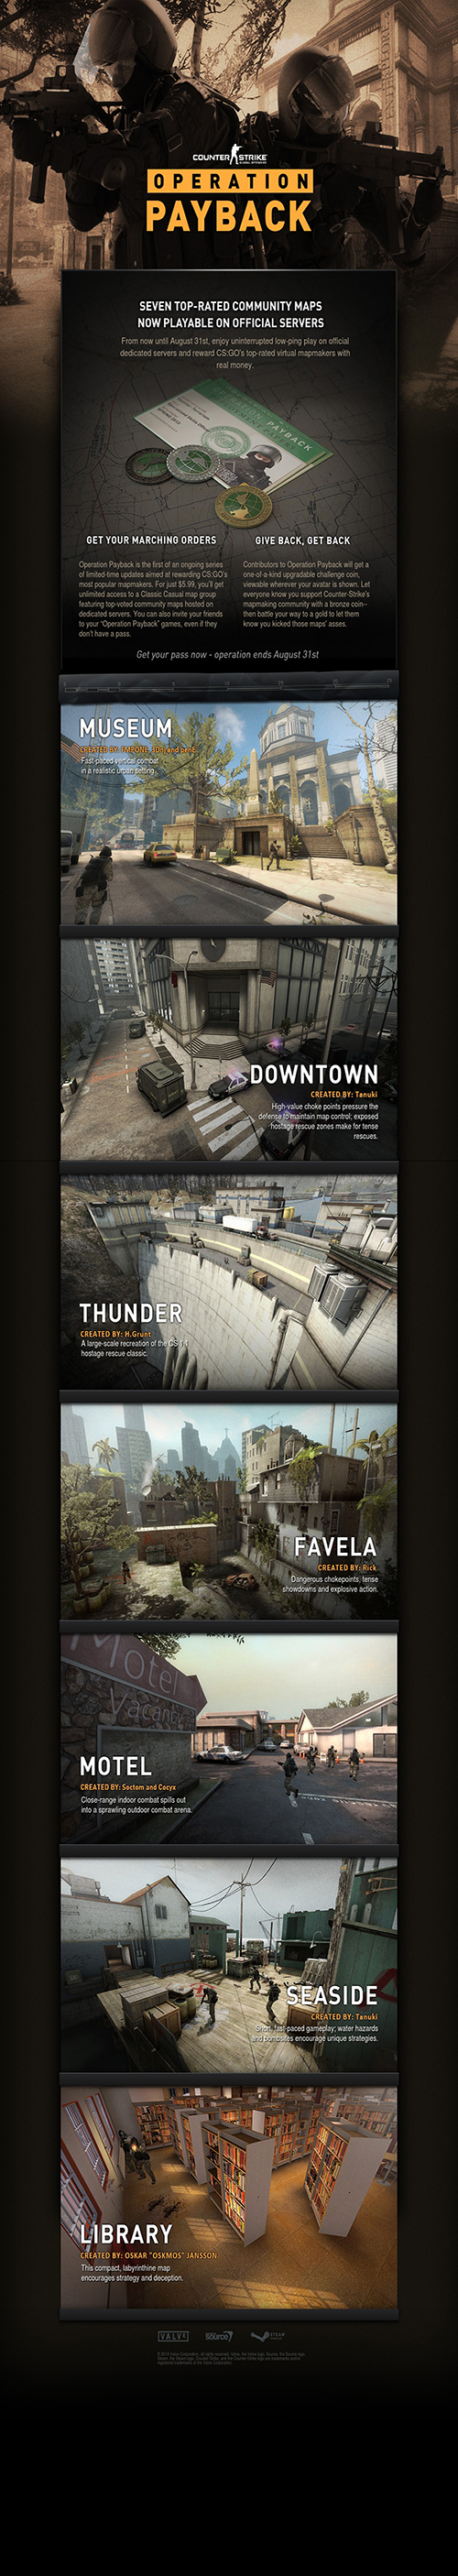 COUNTER STRIKE
GLOBAL OFFENSIVE
OPERATION
PAYBACK
SEVEN TOP-RATED COMMUNITY MAPS
NOW PLAYABLE ON OFFICIAL SERVERS
From now until August 31st, enjoy uninterrupted low-ping play on official
dedicated servers and reward CS:GO's top-rated virtual mapmakers with
real money.
PAYBACK
GET YOUR MARCHING ORDERS
Operation Payback is the first of an ongoing series
of limited-time updates aimed at rewarding CS:GO's
most popular mapmakers. For just $5.99, you'll get
unlimited access to a Classic Casual map group
featuring top-voted community maps hosted on
dedicated servers. You can also invite your friends
to your "Operation Payback" games, even if they
don't have a pass.
GIVE BACK, GET BACK
Contributors to Operation Payback will get a
one-of-a-kind upgradable challenge coin,
viewable wherever your avatar is shown. Let
everyone know you support Counter-Strike's
mapmaking community with a bronze coin--
then battle your way to a gold to let them
know you kicked those maps' asses.
Get your pass now - operation ends August 31st
MUSEUM
CREATED BY: FMPONE, and penE
Fast-paced vertical combat
in a realistic urban setting.
DOWNTOWN
CREATED BY: Tanuki
High-value choke points pressure the
defense to maintain map control; exposed
hostage rescue zones make for tense
rescues.
THUNDER
CREATED BY: H.Grunt
A large-scale recreation of the CS 1.1
hostage rescue classic.
FAVELA
CREATED BY: Rick
Dangerous chokepoints, tense
showdowns and explosive action.
Motel
Vacancy
MOTEL
CREATED BY: Soctom and Cocyx
Close-range indoor combat spills out
into a sprawling outdoor combat arena.
SEASIDE
CREATED BY: Tanuki
Short, fast-paced gameplay; water hazards
and bombsites encourage unique strategies.
LIBRARY
CREATED BY: OSKAR "OSKMOS" JANSSON
This compact, labyrinthine map
encourages strategy and deception.
VALVE
SOURCE
STEAM